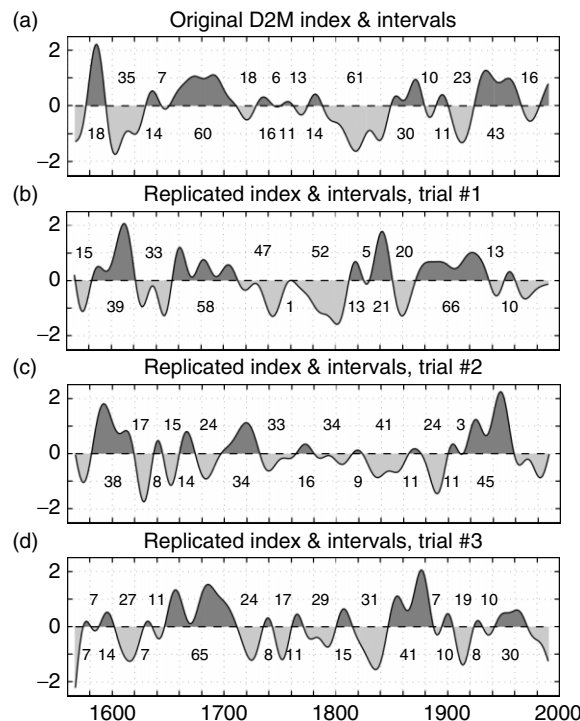 (a) Original D2M index & intervals
2
35 7 18 6 13 61 10 23 16
0
18 14 60 16 11 14 30 11 43
−2
(b) Replicated index & intervals, trial #1
2
15 33 47 52 5 20 13
0
39 58 1 13 21 66 10
−2
(c) Replicated index & intervals, trial #2
2
17 15 24 33 34 41 24 3
0
38 8 14 34 16 9 11 11 45
−2
(d) Replicated index & intervals, trial #3
2
7 27 11 24 17 29 31 7 19 10
0
7 14 7 65 8 11 15 41 10 8 30
−2
1600 1700 1800 1900 2000